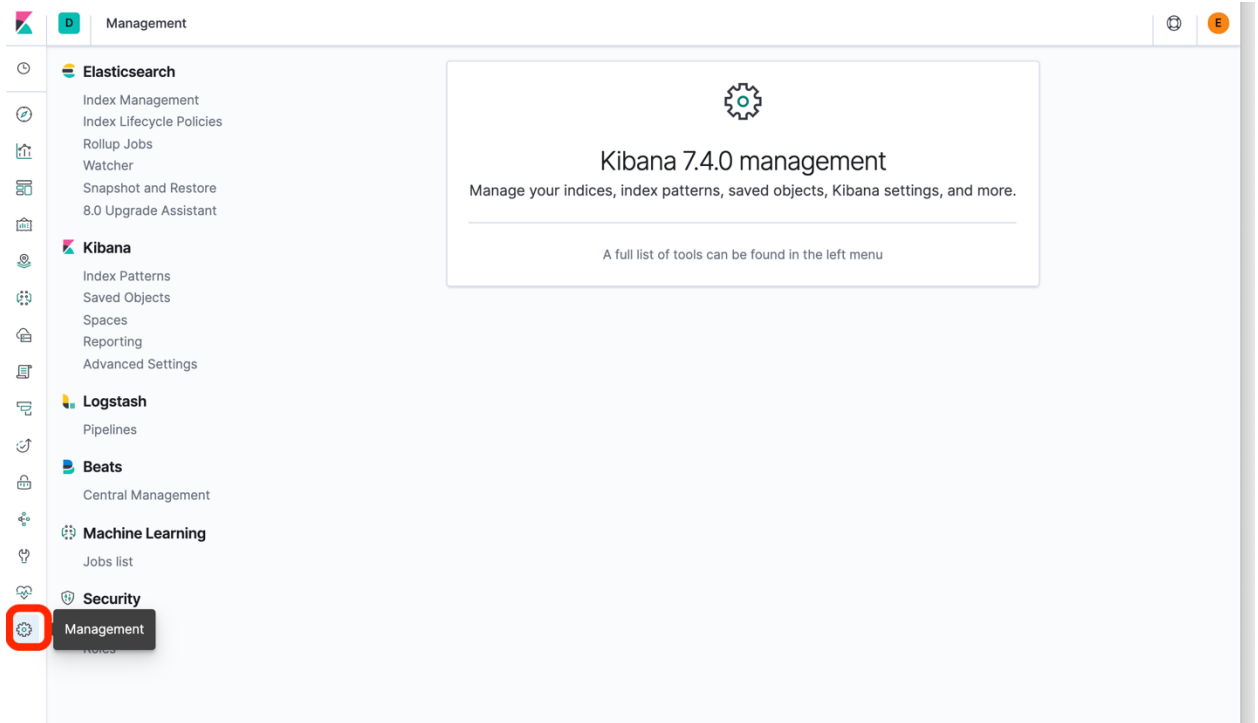 D
Management
E
Elasticsearch
Index Management
Index Lifecycle Policies
Rollup Jobs
Watcher
Snapshot and Restore
8.0 Upgrade Assistant
Kibana
Index Patterns
Saved Objects
Spaces
Reporting
Advanced Settings
Logstash
Pipelines
Beats
Central Management
Machine Learning
Jobs list
Security
Management
Roles
Kibana 7.4.0 management
Manage your indices, index patterns, saved objects, Kibana settings, and more.
A full list of tools can be found in the left menu